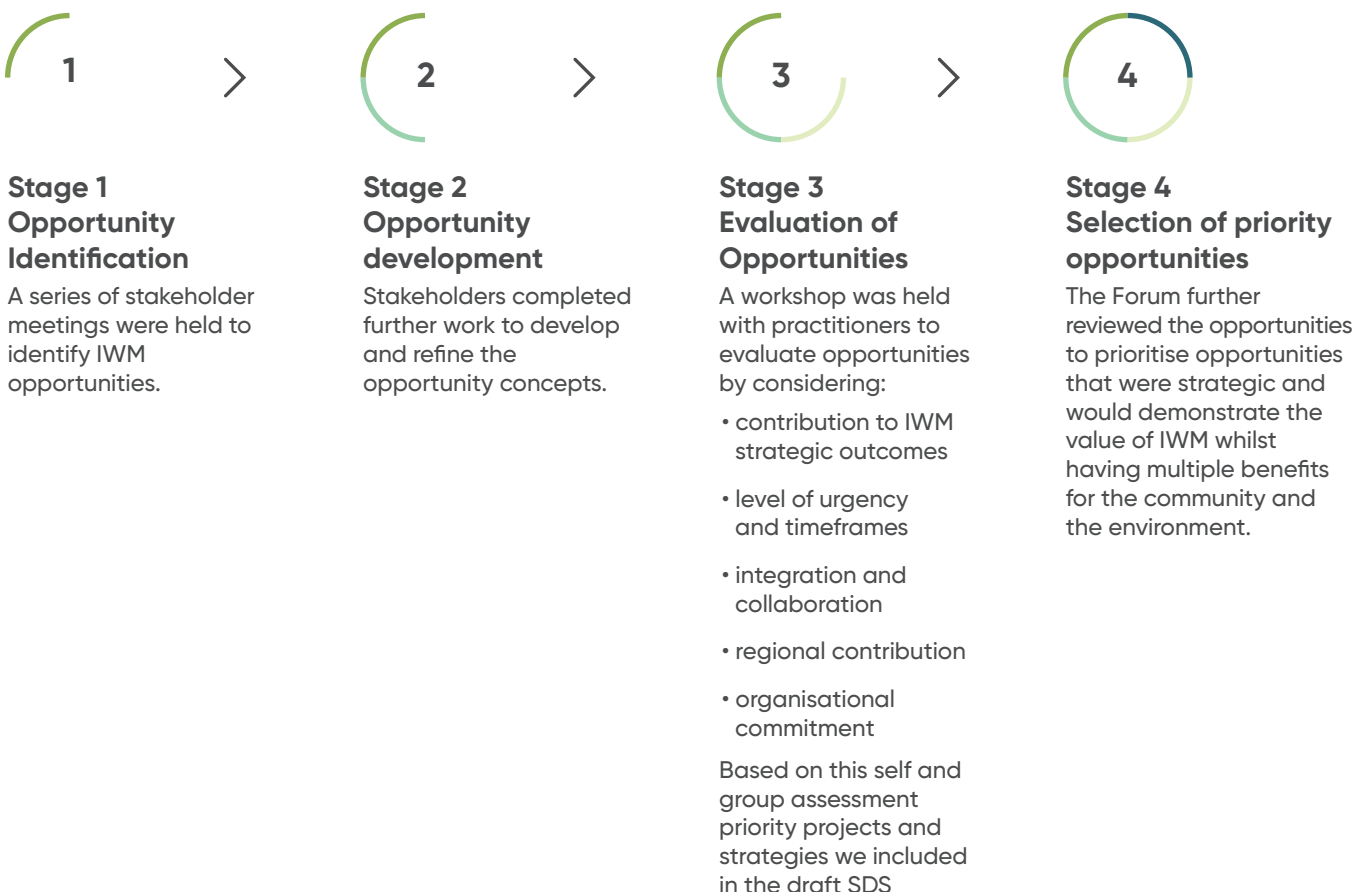 1
Stage 1
Opportunity
Identification
A series of stakeholder
meetings were held to
identify IWM
opportunities.
2
Stage 2
Opportunity
development
Stakeholders completed
further work to develop
and refine the
opportunity concepts.
3
Stage 3
Evaluation of
Opportunities
A workshop was held
with practitioners to
evaluate opportunities
by considering:
• contribution to IWM
strategic outcomes
• level of urgency
and timeframes
• integration and
collaboration
• regional contribution
• organisational
commitment
Based on this self and
group assessment
priority projects and
strategies we included
in the draft SDS
4
Stage 4
Selection of priority
opportunities
The Forum further
reviewed the opportunities
to prioritise opportunities
that were strategic and
would demonstrate the
value of IWM whilst
having multiple benefits
for the community and
the environment.